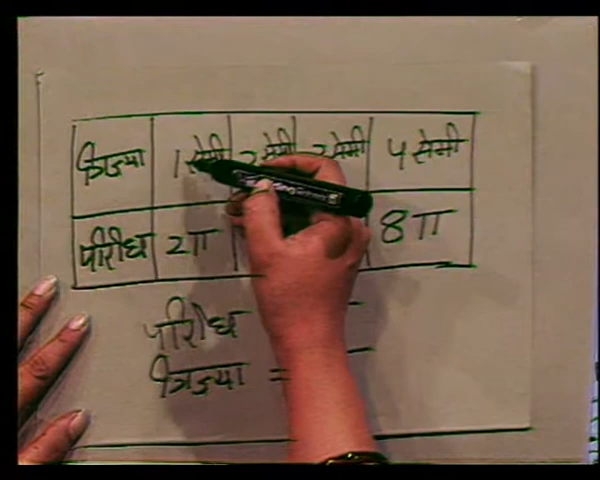 त्रिज्या 1 सेमी 2 सेमी 3 सेमी 4 सेमी
परिधि 2π 8π
परिधि
त्रिज्या =